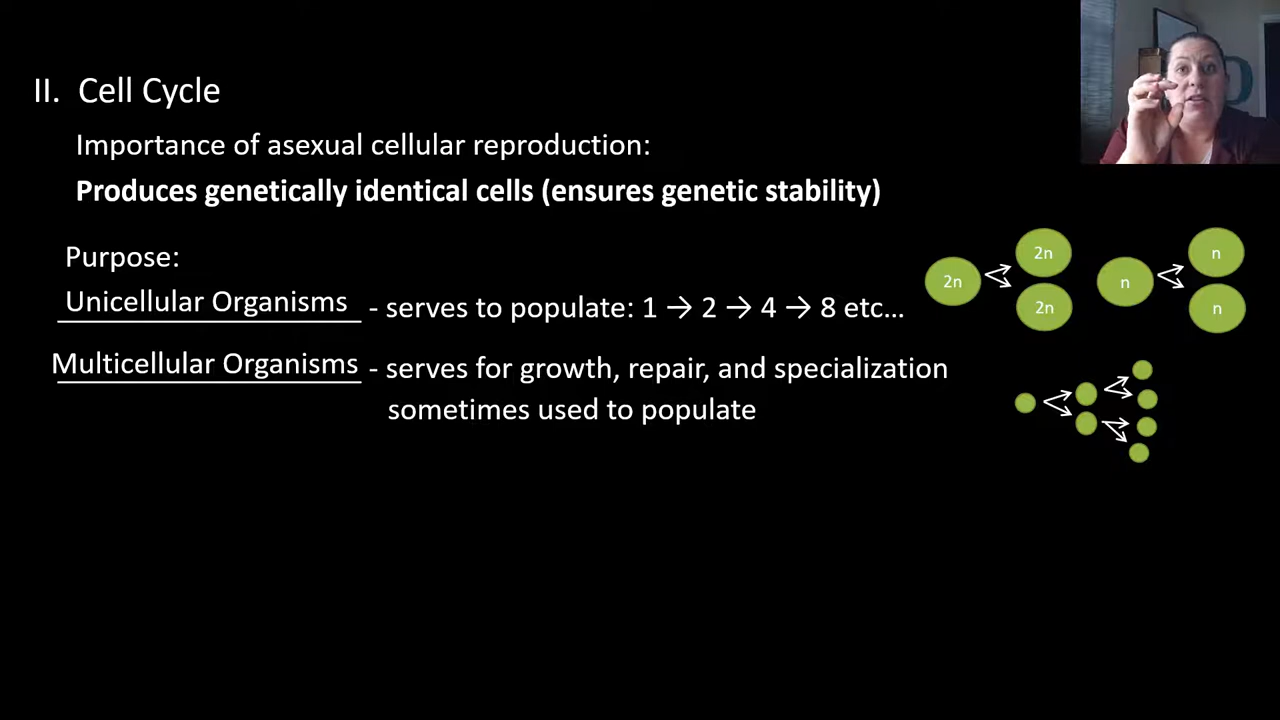 II. Cell Cycle
Importance of asexual cellular reproduction:
Produces genetically identical cells (ensures genetic stability)
Purpose:
Unicellular Organisms - serves to populate: 1 → 2 → 4 → 8 etc...
Multicellular Organisms - serves for growth, repair, and specialization
sometimes used to populate
2n
2n
2n
n
n
n